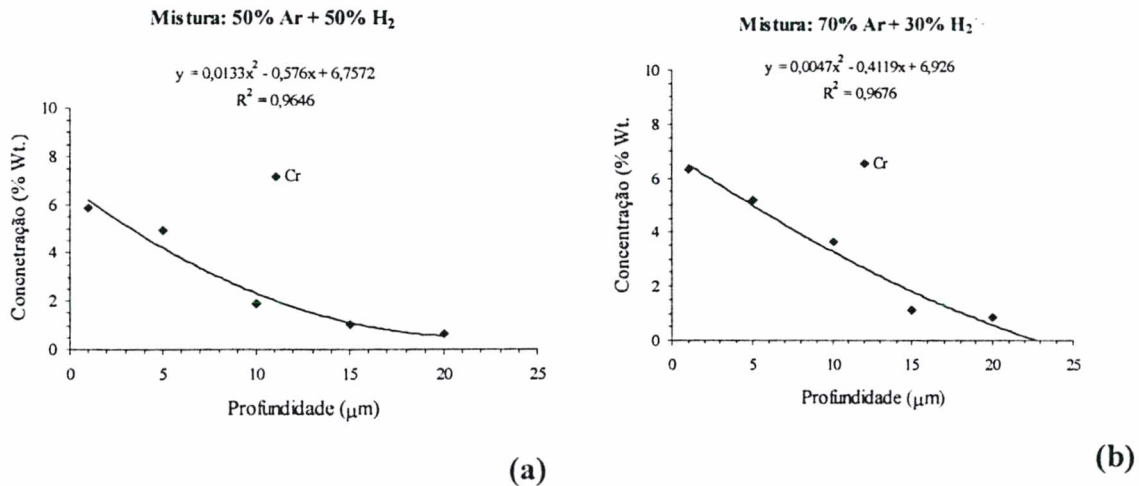 Mistura: 50% Ar + 50% H2
y = 0,0133x2 - 0,576x + 6,7572
R2 = 0,9646
10
8
6
4
2
0
Cr
0 5 10 15 20 25
Conenetração (% Wt.)
Profundidade (μm)
(a)
Mistura: 70% Ar + 30% H2
y = 0,0047x2 - 0,4119x + 6,926
R2 = 0,9676
10
8
6
4
2
0
Cr
0 5 10 15 20 25
Concentração (% Wt.
Profundidade (μm)
(b)